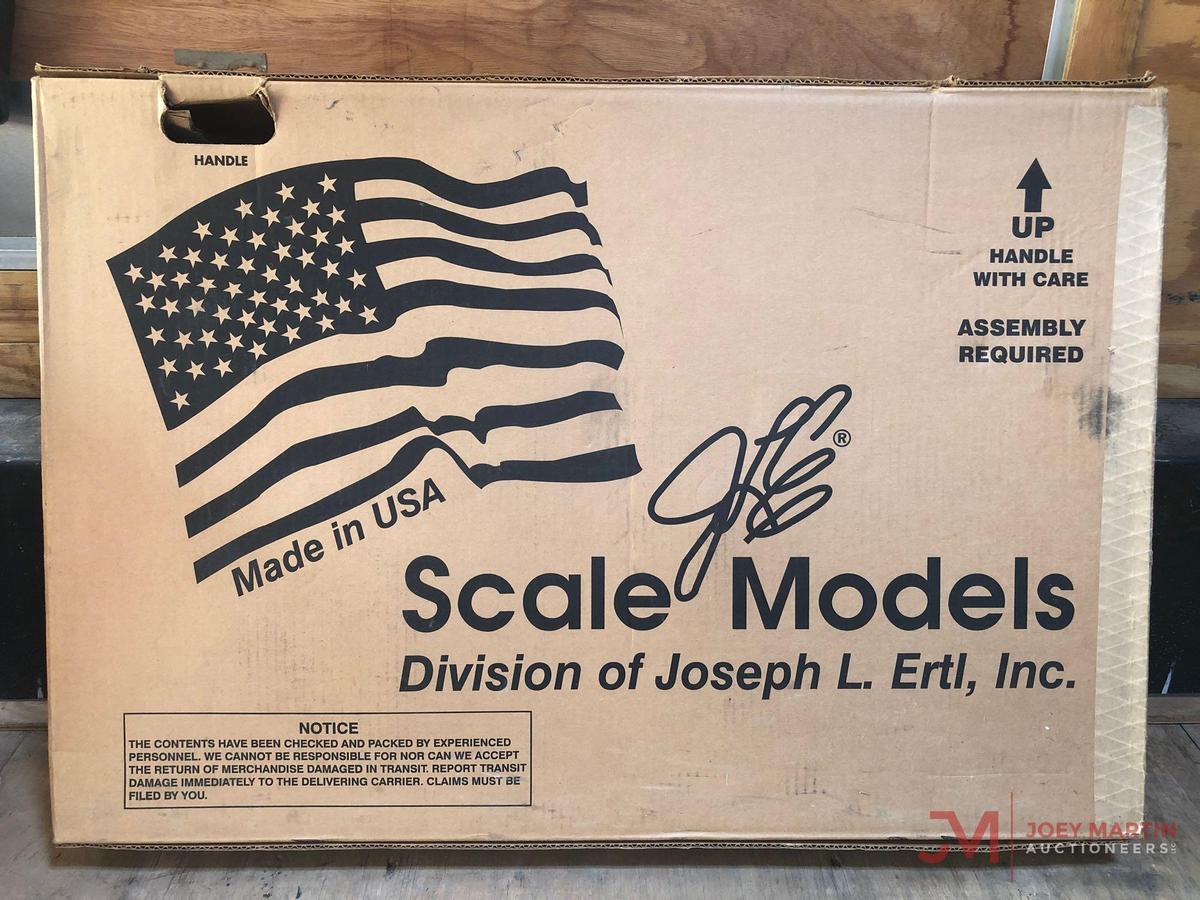 HANDLE
UP
HANDLE
WITH CARE
ASSEMBLY
REQUIRED
Made in USA
JLE®
Scale Models
Division of Joseph L. Ertl, Inc.
NOTICE
THE CONTENTS HAVE BEEN CHECKED AND PACKED BY EXPERIENCED
PERSONNEL. WE CANNOT BE RESPONSIBLE FOR NOR CAN WE ACCEPT
THE RETURN OF MERCHANDISE DAMAGED IN TRANSIT. REPORT TRANSIT
DAMAGE IMMEDIATELY TO THE DELIVERING CARRIER. CLAIMS MUST BE
FILED BY YOU.
JM
JOEY MARTIN
AUCTIONEERS